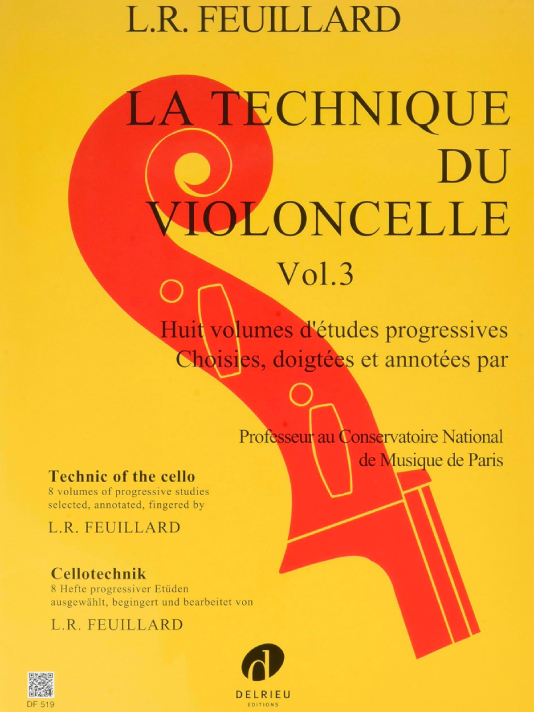 L.R. FEUILLARD
LA TECHNIQUE
DU
VIOLONCELLE
Vol.3
Huit volumes d'études progressives
Choisies, doigtées et annotées par
Professeur au Conservatoire National
de Musique de Paris
Technic of the cello
8 volumes of progressive studies
selected, annotated, fingered by
L.R. FEUILLARD
Cellotechnik
8 Hefte progressiver Etüden
ausgewählt, begingert und bearbeitet von
L.R. FEUILLARD
d
DELRIEU
EDITIONS
DF 519